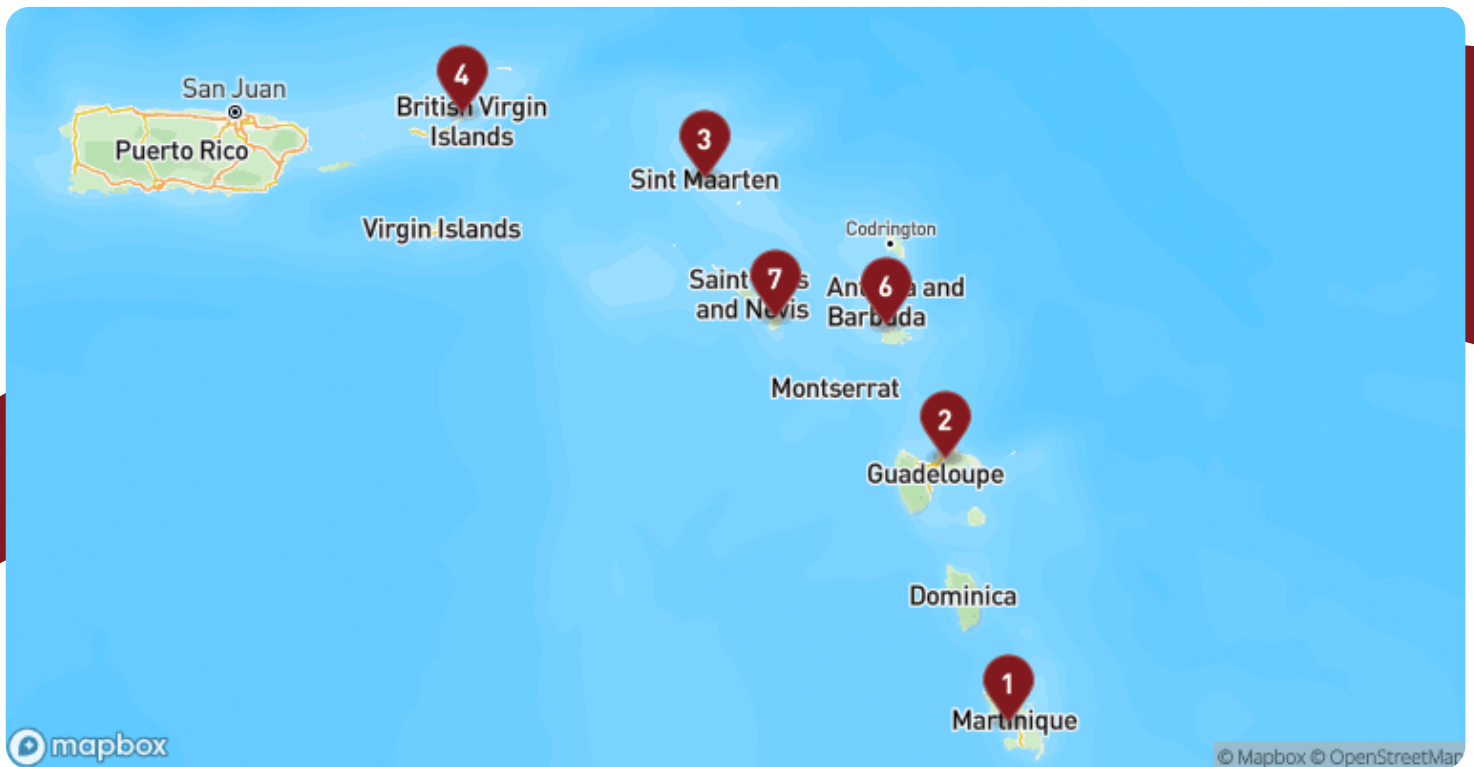 4
San Juan
British Virgin
Islands
Puerto Rico
3
Sint Maarten
Virgin Islands
Codrington
7
Saint
and Nevis
6
and
Barbuda
Montserrat
2
Guadeloupe
Dominica
1
Martinique
mapbox
© Mapbox © OpenStreetMap